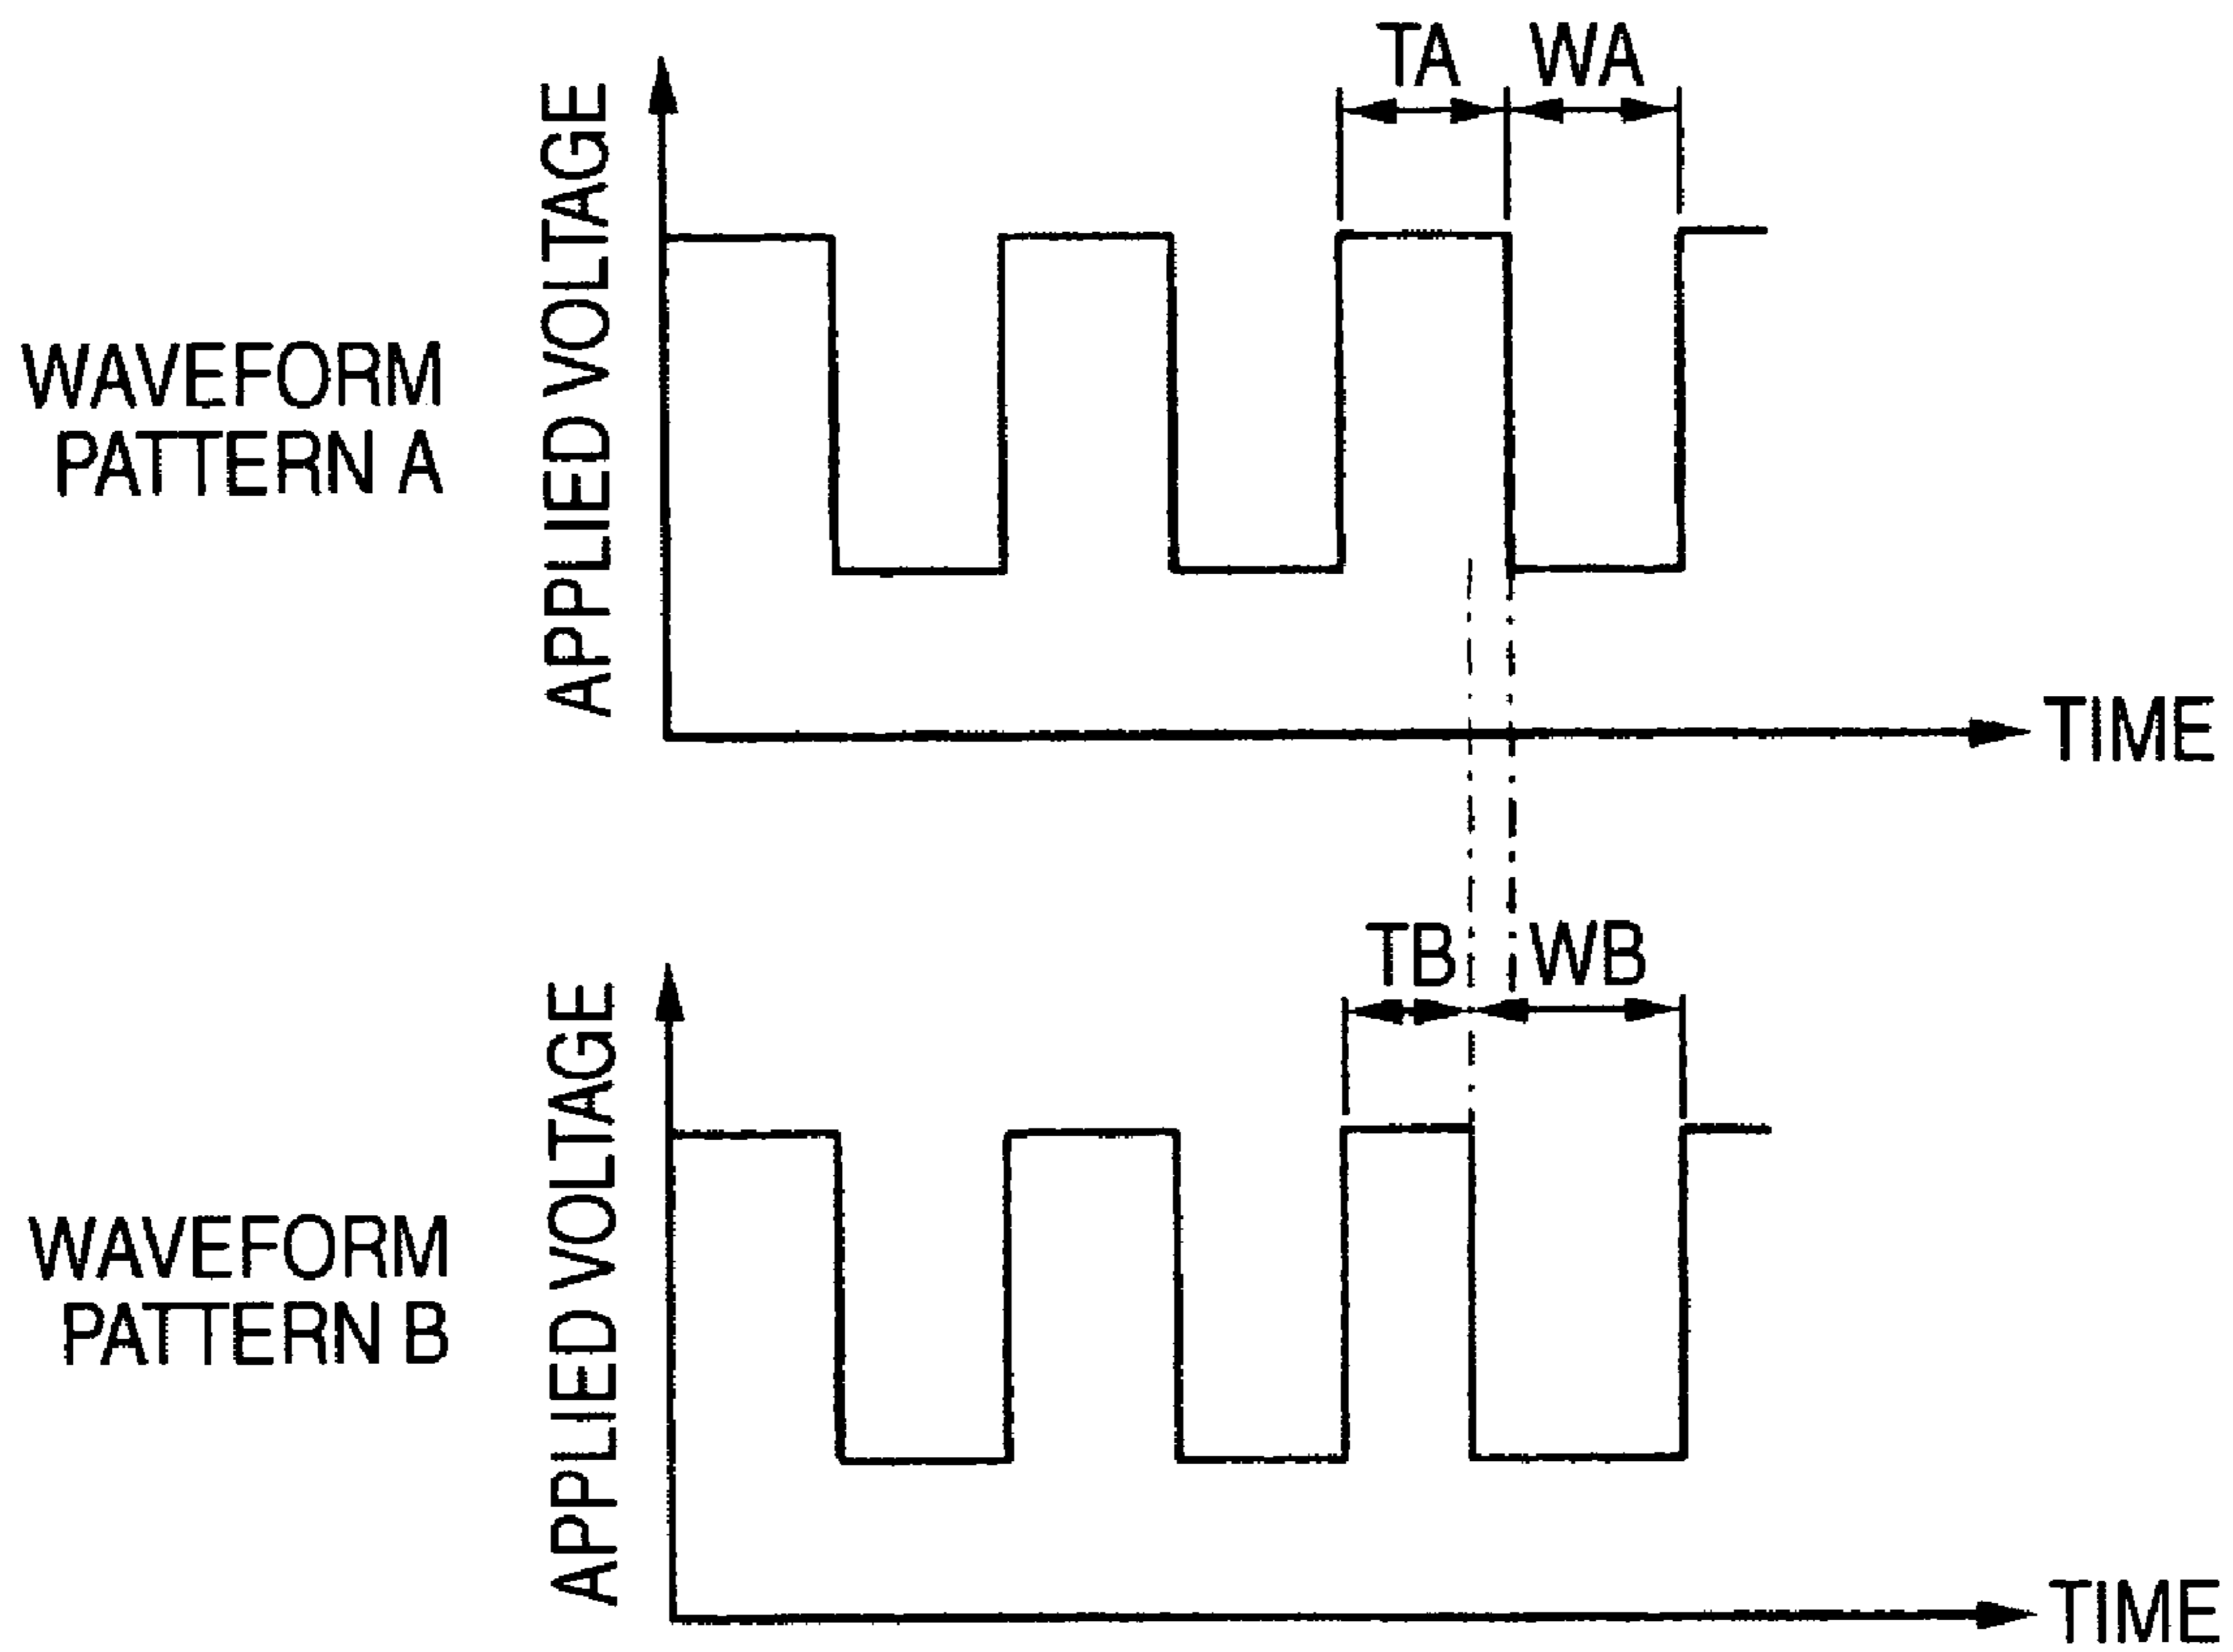 TA WA
APPLIED VOLTAGE
WAVEFORM
PATTERN A
TIME
TB WB
APPLIED VOLTAGE
WAVEFORM
PATTERN B
TIME